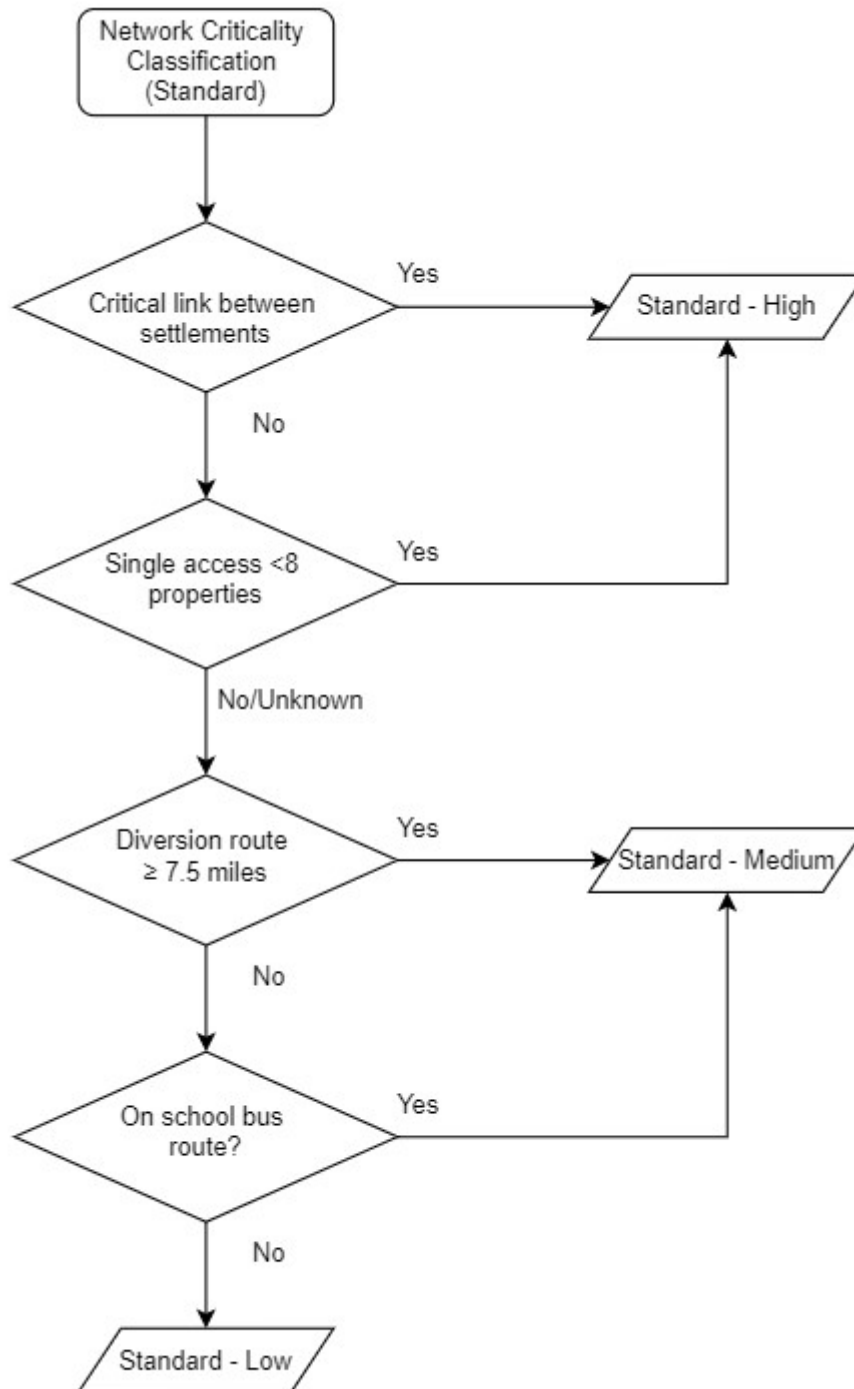 Network Criticality
Classification
(Standard)
Critical link between
settlements
Yes
Standard - High
No
Single access <8
properties
Yes
No/Unknown
Diversion route
≥ 7.5 miles
Yes
Standard - Medium
No
On school bus
route?
Yes
No
Standard - Low